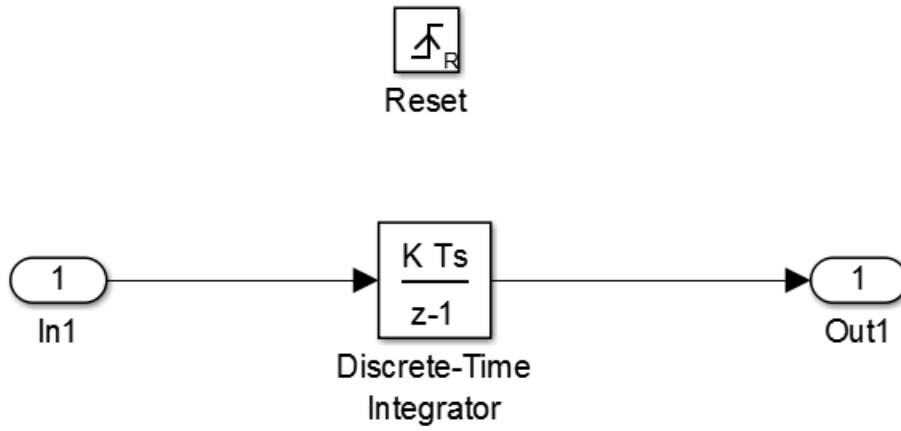 R
Reset
1
In1
K Ts
z-1
Discrete-Time
Integrator
1
Out1